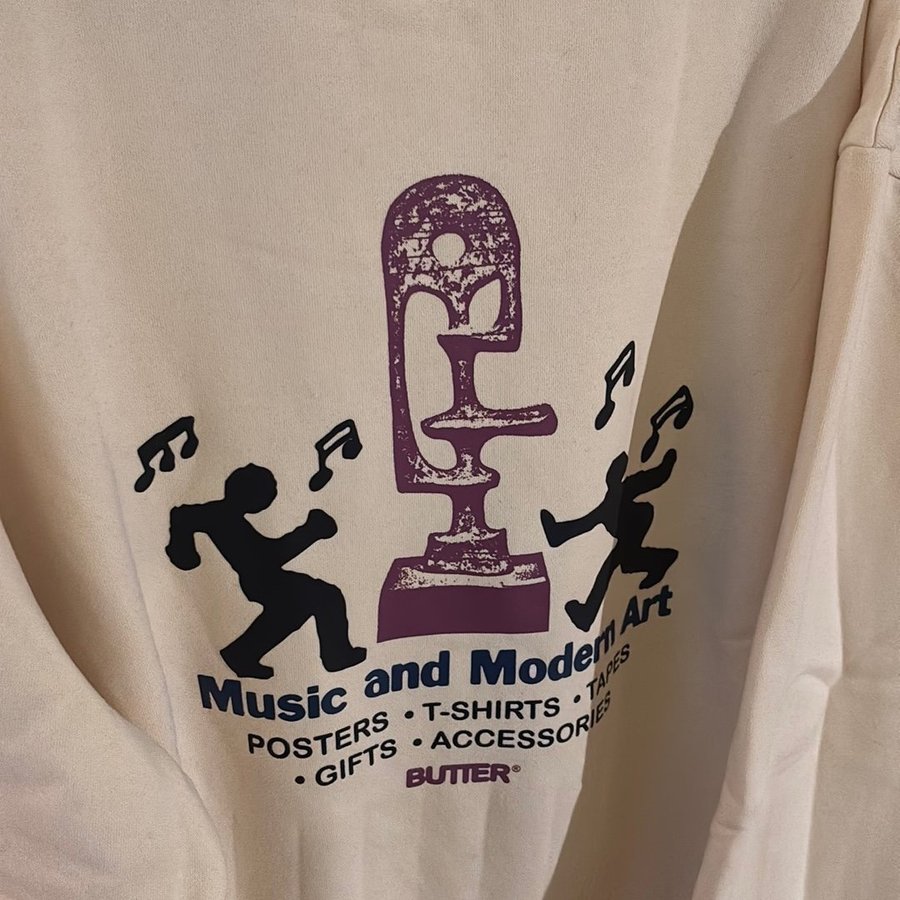 Music and Modern Art
POSTERS • T-SHIRTS • TAPES
• GIFTS • ACCESSORIES
BUTTER®